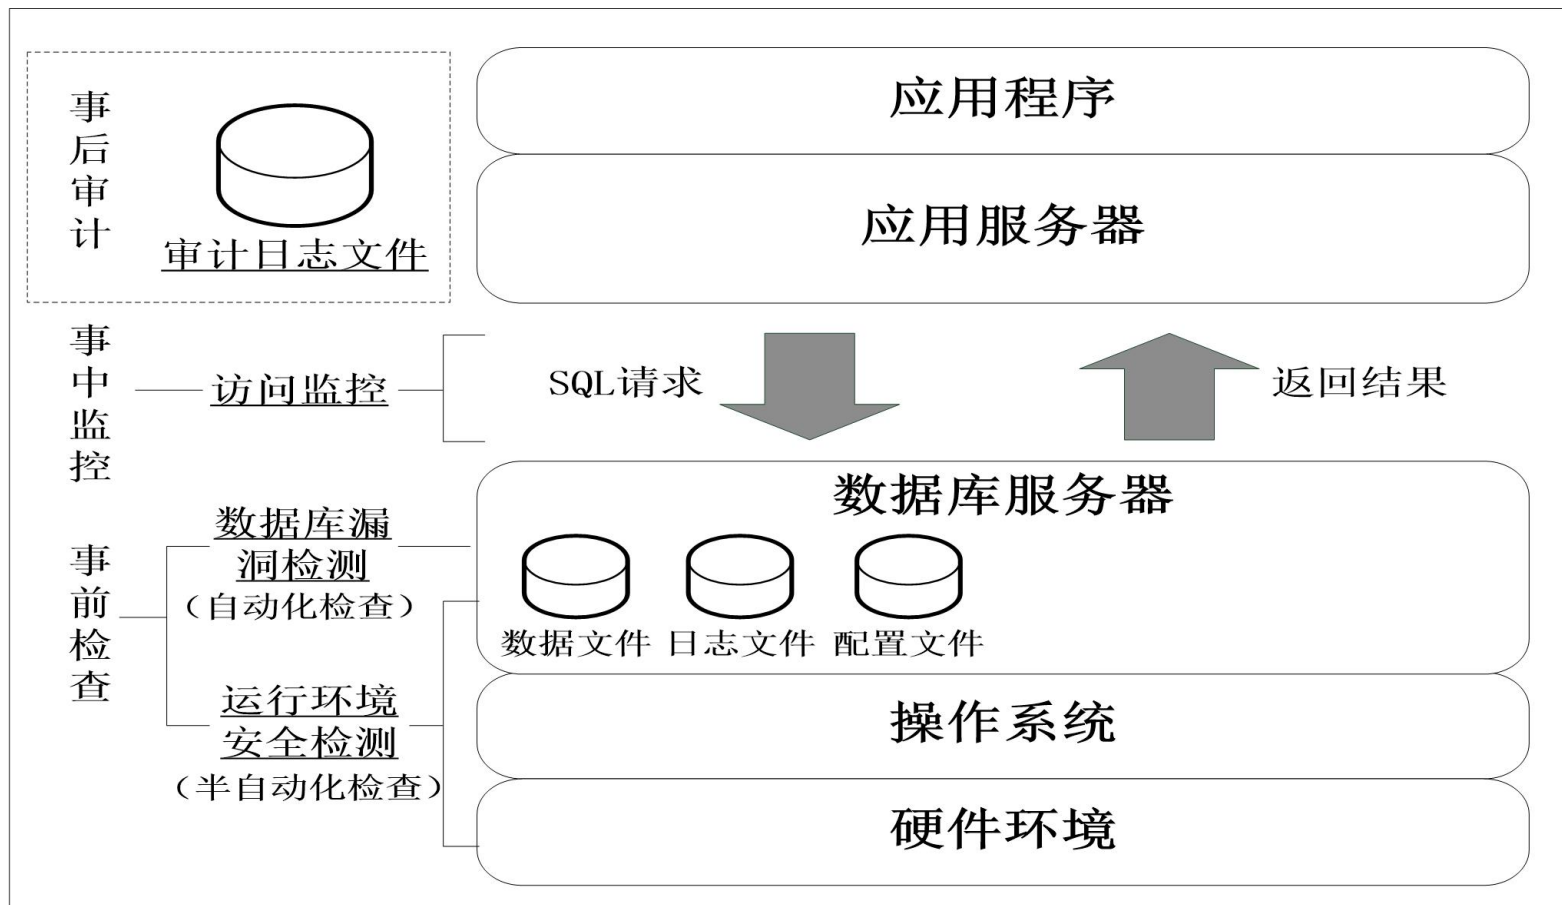 事后审计
审计日志文件
应用程序
应用服务器
事中监控
访问监控
SQL请求
返回结果
事前检查
数据库漏
洞检测
（自动化检查）
运行环境
安全检测
（半自动化检查）
数据库服务器
数据文件
日志文件
配置文件
操作系统
硬件环境